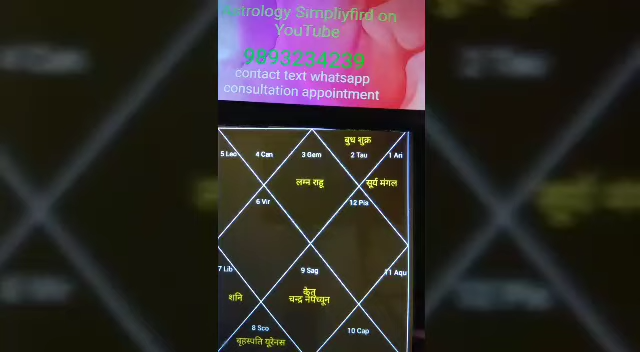 Astrology Simpliyfird on
YouTube
9893234239
contact text whatsapp
consultation appointment
बुध शुक्र
5 Leo 4 Can 3 Gem 2 Tau 1 Ari
लग्न राहू सूर्य मंगल
6 Vir 12 Pis
7 Lib 9 Sag 11 Aqu
शनि केतू
चन्द्र नेपच्यून
8 Sco 10 Cap
बृहस्पति यूरेनस